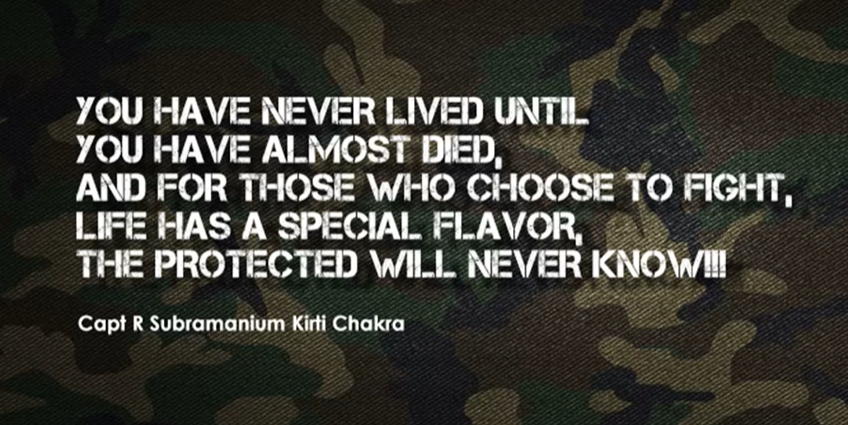 YOU HAVE NEVER LIVED UNTIL
YOU HAVE ALMOST DIED,
AND FOR THOSE WHO CHOOSE TO FIGHT,
LIFE HAS A SPECIAL FLAVOR,
THE PROTECTED WILL NEVER KNOW!!!
Capt R Subramanium Kirti Chakra